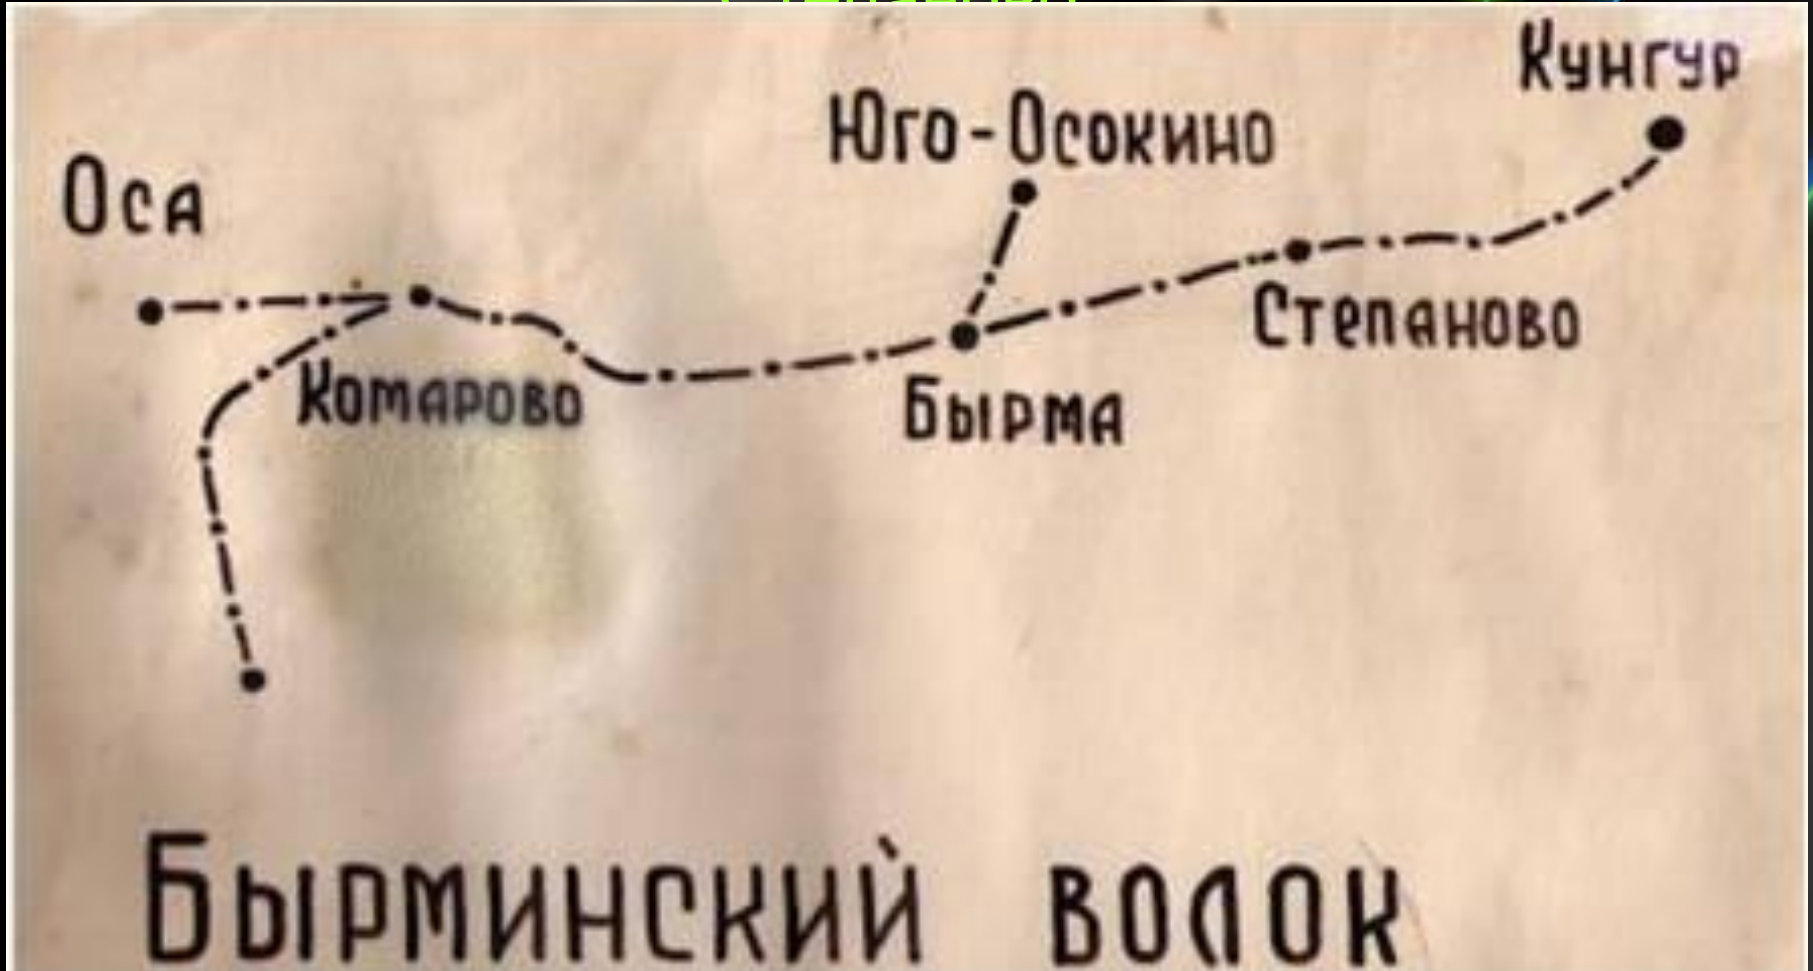 Кунгур
Юго-Осокино
Оса
Степаново
Комарово
Бырма
Бырминский волок